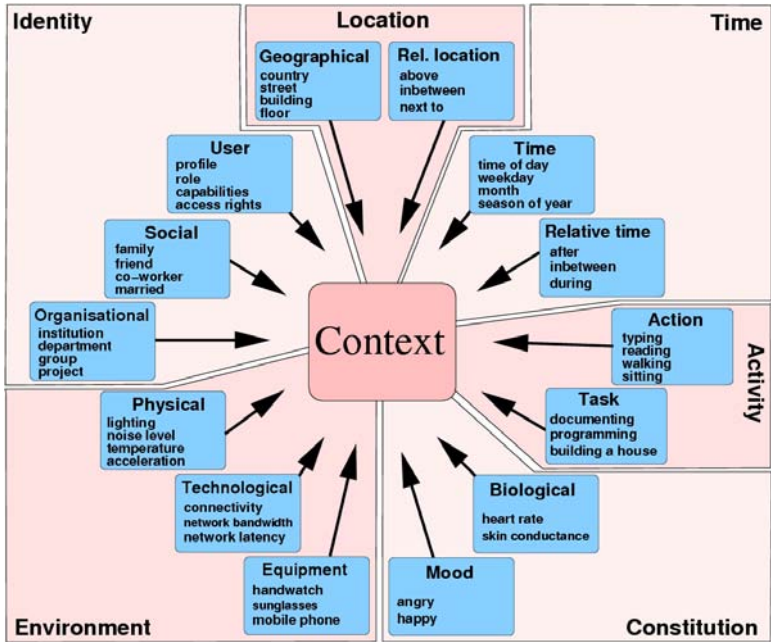 Identity
Location
Time
Geographical
country
street
building
floor
Rel. location
above
inbetween
next to
User
profile
role
capabilities
access rights
Time
time of day
weekday
month
season of year
Social
family
friend
co-worker
married
Relative time
after
inbetween
during
Organisational
institution
department
group
project
Context
Action
typing
reading
walking
sitting
Activity
Physical
lighting
noise level
temperature
acceleration
Task
documenting
programming
building a house
Technological
connectivity
network bandwidth
network latency
Biological
heart rate
skin conductance
Equipment
handwatch
sunglasses
mobile phone
Mood
angry
happy
Environment
Constitution